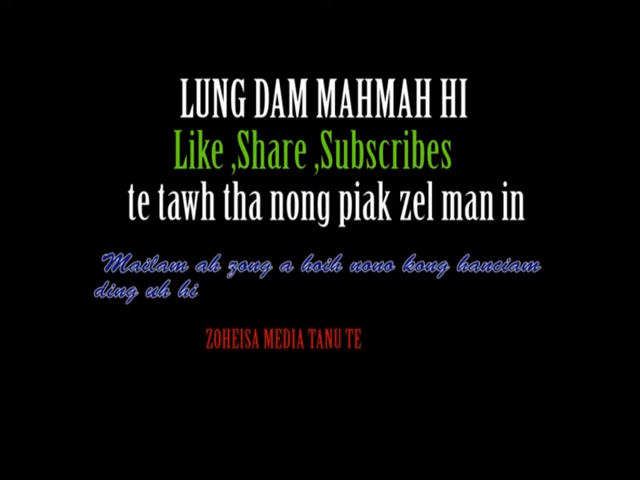 LUNG DAM MAHMAH HI
Like ,Share ,Subscribes
te tawh tha nong piak zel man in
"Mailam ah zong a hoih nono kong hanciam
ding uh hi
ZOHEISA MEDIA TANU TE